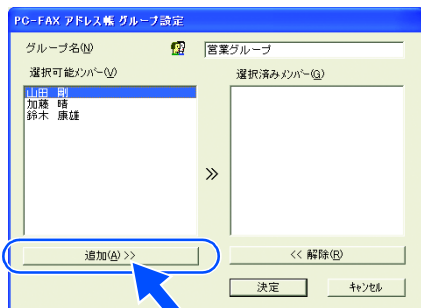 PC-FAX アドレス帳 グループ設定
グループ名(N)
営業グループ
選択可能メンバー(V)
選択済みメンバー(G)
山田 剛
加藤 晴
鈴木 康雄
»
追加(A) >>
<< 解除(R)
決定
キャンセル